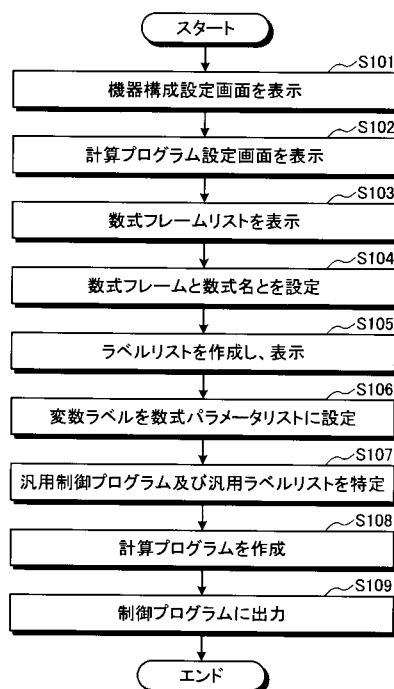 スタート
S101
機器構成設定画面を表示
S102
計算プログラム設定画面を表示
S103
数式フレームリストを表示
S104
数式フレームと数式名とを設定
S105
ラベルリストを作成し、表示
S106
変数ラベルを数式パラメータリストに設定
S107
汎用制御プログラム及び汎用ラベルリストを特定
S108
計算プログラムを作成
S109
制御プログラムに出力
エンド